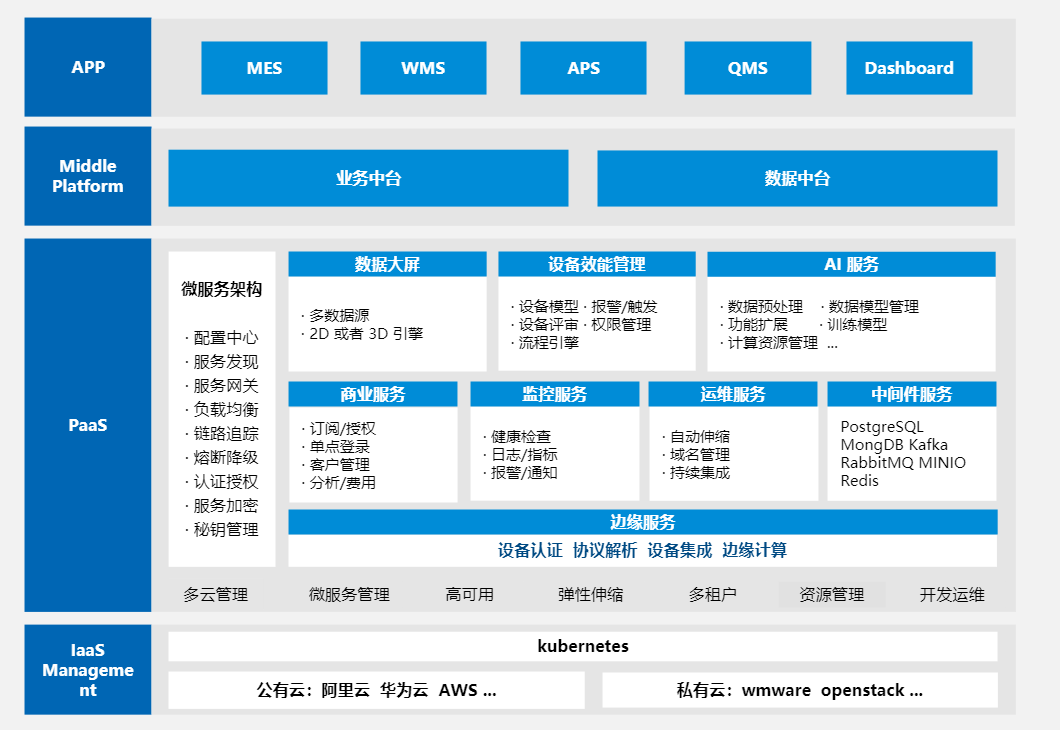 APP
MES
WMS
APS
QMS
Dashboard
Middle
Platform
业务中台
数据中台
PaaS
微服务架构
· 配置中心
· 服务发现
· 服务网关
· 负载均衡
· 链路追踪
· 熔断降级
· 认证授权
· 服务加密
· 秘钥管理
数据大屏
· 多数据源
· 2D 或者 3D 引擎
设备效能管理
· 设备模型 · 报警/触发
· 设备评审 · 权限管理
· 流程引擎
AI 服务
· 数据预处理 · 数据模型管理
· 功能扩展 · 训练模型
· 计算资源管理 ...
商业服务
· 订阅/授权
· 单点登录
· 客户管理
· 分析/费用
监控服务
· 健康检查
· 日志/指标
· 报警/通知
运维服务
· 自动伸缩
· 域名管理
· 持续集成
中间件服务
PostgreSQL
MongDB Kafka
RabbitMQ MINIO
Redis
边缘服务
设备认证 协议解析 设备集成 边缘计算
多云管理 微服务管理 高可用 弹性伸缩 多租户 资源管理 开发运维
IaaS
Manageme
nt
kubernetes
公有云：阿里云 华为云 AWS ...
私有云：wmware openstack ...